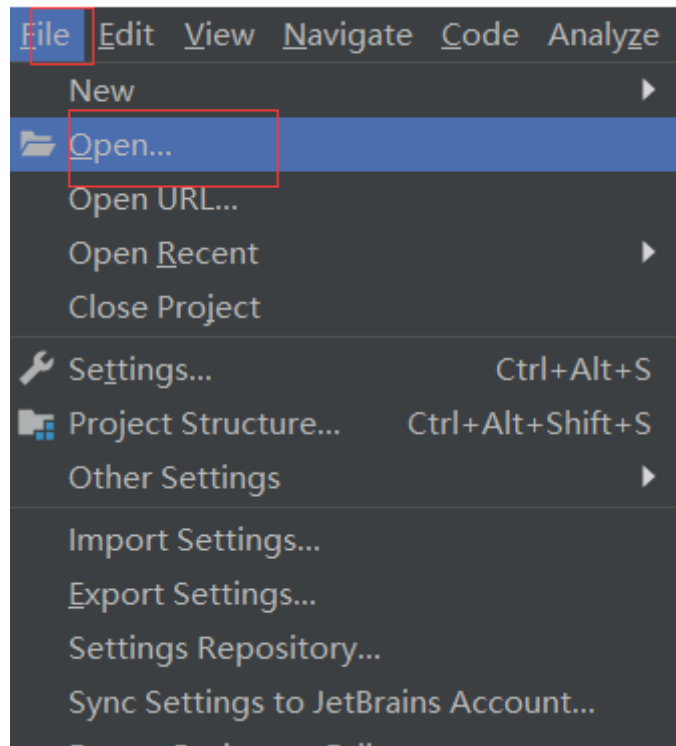 File Edit View Navigate Code Analyze
New
Open...
Open URL...
Open Recent
Close Project
Settings... Ctrl+Alt+S
Project Structure... Ctrl+Alt+Shift+S
Other Settings
Import Settings...
Export Settings...
Settings Repository...
Sync Settings to JetBrains Account...